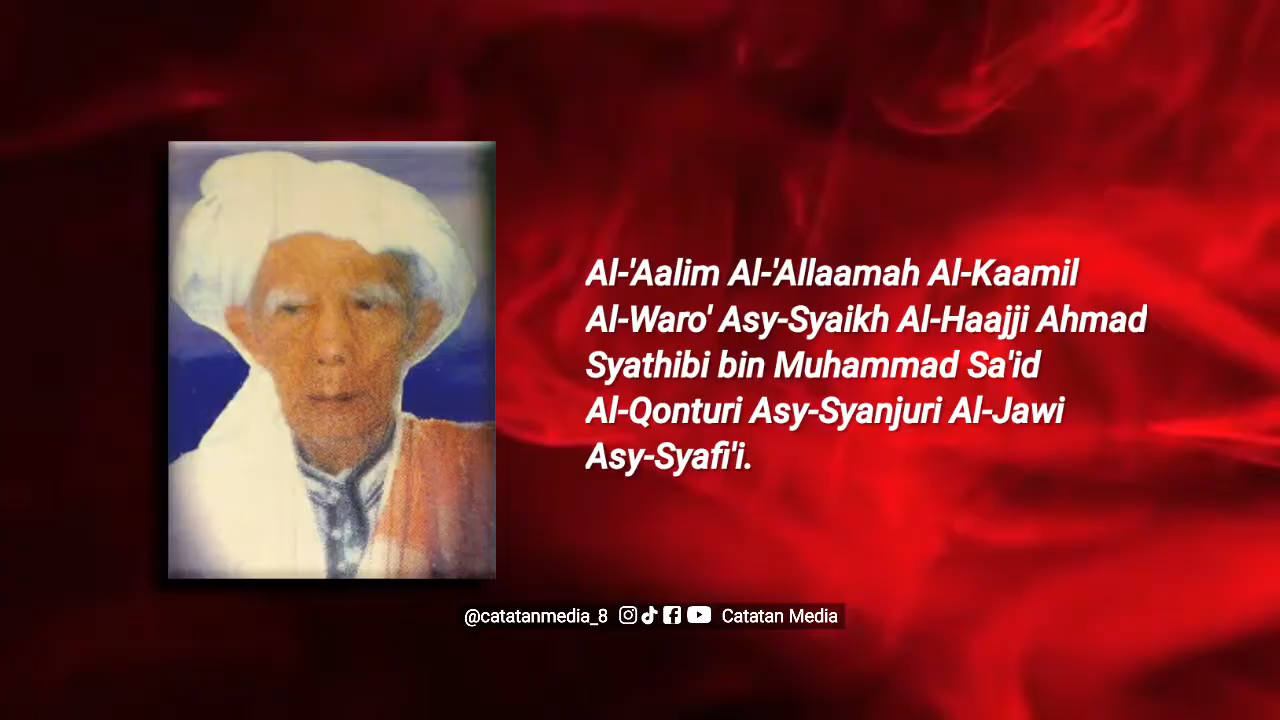 Al-'Aalim Al-'Allaamah Al-Kaamil
Al-Waro' Asy-Syaikh Al-Haajji Ahmad
Syathibi bin Muhammad Sa'id
Al-Qonturi Asy-Syanjuri Al-Jawi
Asy-Syafi'i.
@catatanmedia_8 Catatan Media